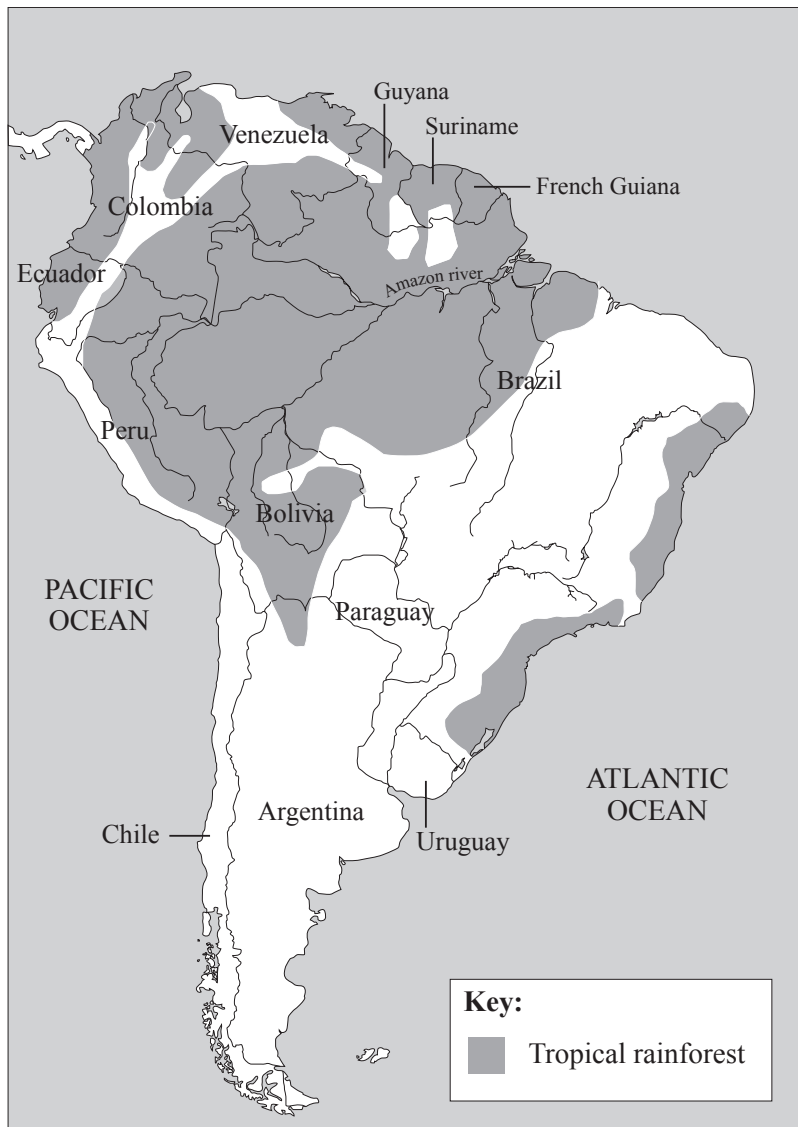 Guyana
Suriname
Venezuela
French Guiana
Colombia
Ecuador
Amazon river
Brazil
Peru
Bolivia
PACIFIC
OCEAN
Paraguay
ATLANTIC
OCEAN
Argentina
Chile
Uruguay
Key:
Tropical rainforest